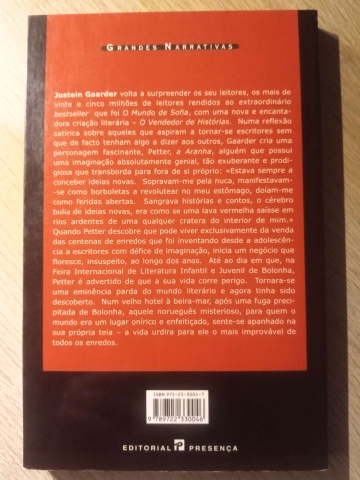 GRANDES NARRATIVAS
Jostein Gaarder volta a surpreender os seu leitores, os mais de
vinte e cinco milhões de leitores rendidos ao extraordinário
bestseller que foi O Mundo de Sofia, com uma nova e encanta-
dora criação literária – O Vendedor de Histórias. Numa reflexão
satírica sobre aqueles que aspiram a tornar-se escritores sem
que de facto tenham algo a dizer aos outros, Gaarder cria uma
personagem fascinante, Petter, a Aranha, alguém que possui
uma imaginação absolutamente genial, tão exuberante e prodi-
giosa que transborda para fora de si próprio: «Estava sempre a
conceber ideias novas. Sopravam-me pela nuca, manifestavam-
-se como borboletas a revolutear no meu estômago, doíam-me
como feridas abertas. Sangrava histórias e contos, o cérebro
bulia de ideias novas, era como se uma lava vermelha saísse em
rios ardentes de uma qualquer cratera do interior de mim.»
Quando Petter descobre que pode viver exclusivamente da venda
das centenas de enredos que foi inventando desde a adolescên-
cia a escritores com défice de imaginação, inicia um negócio que
floresce, insuspeito, ao longo dos anos. Até ao dia em que, na
Feira Internacional de Literatura Infantil e Juvenil de Bolonha,
Petter é advertido de que a sua vida corre perigo. Tornara-se
uma eminência parda do mundo literário e agora tinha sido
descoberto. Num velho hotel à beira-mar, após uma fuga preci-
pitada de Bolonha, aquele norueguês misterioso, para quem o
mundo era um lugar onírico e enfeitiçado, sente-se apanhado na
sua própria teia – a vida urdira para ele o mais improvável de
todos os enredos.
ISBN 972-23-3004-7
9 789722 330046
EDITORIAL PRESENÇA